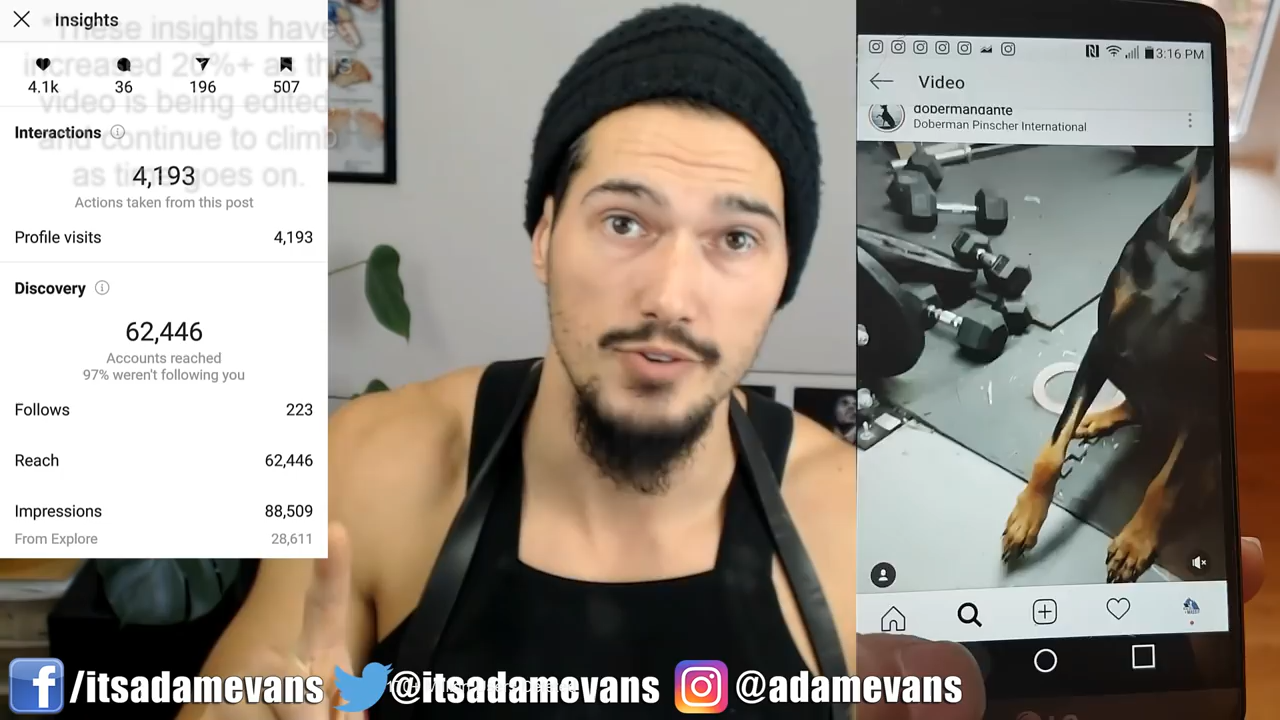 Insights
*These insights have
increased 20%+ as this
video is being edited
and continue to climb
as time goes on.
4.1k 36 196 507
Interactions
4,193
Actions taken from this post
Profile visits 4,193
Discovery
62,446
Accounts reached
97% weren't following you
Follows 223
Reach 62,446
Impressions 88,509
From Explore 28,611
3:16 PM
Video
dobermandante
Doberman Pinscher International
/itsadamevans @itsadamevans @adamevans